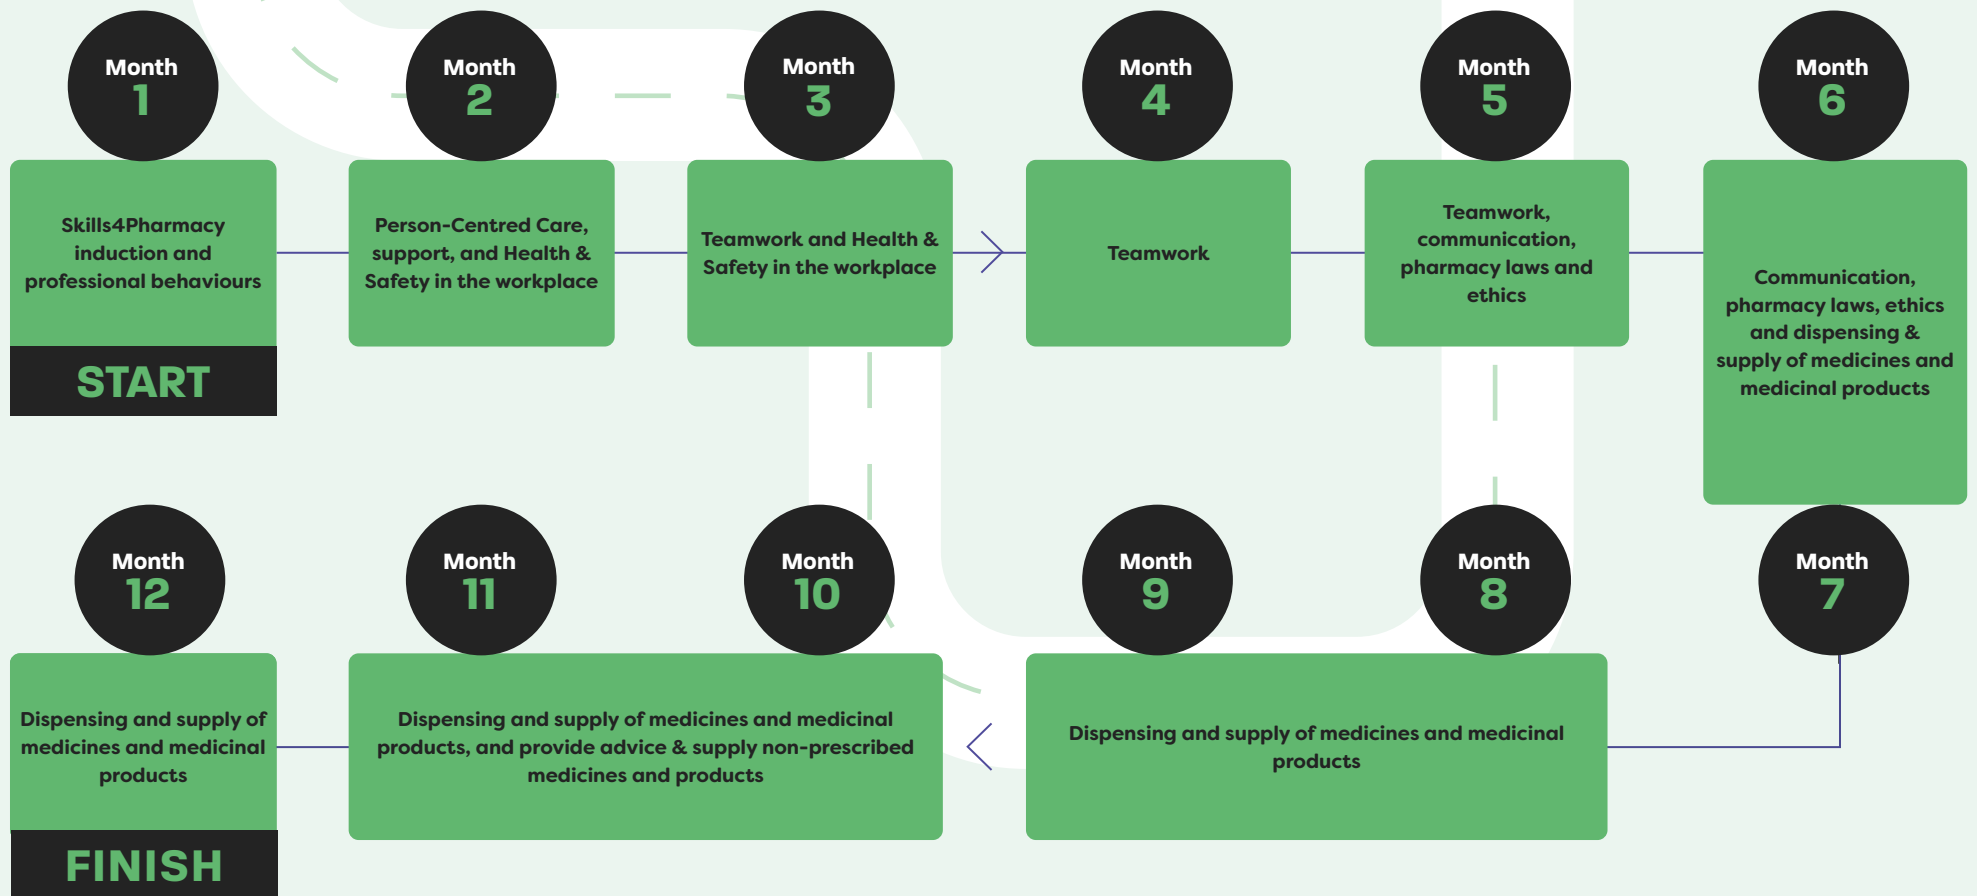 Month
1
Month
2
Month
3
Month
4
Month
5
Month
6
Skills4Pharmacy
induction and
professional behaviours
START
Person-Centred Care,
support, and Health &
Safety in the workplace
Teamwork and Health &
Safety in the workplace
Teamwork
Teamwork,
communication,
pharmacy laws and
ethics
Communication,
pharmacy laws, ethics
and dispensing &
supply of medicines and
medicinal products
Month
7
Month
8
Month
9
Month
10
Month
11
Month
12
Dispensing and supply of medicines and medicinal
products
Dispensing and supply of medicines and medicinal
products, and provide advice & supply non-prescribed
medicines and products
Dispensing and supply of
medicines and medicinal
products
FINISH